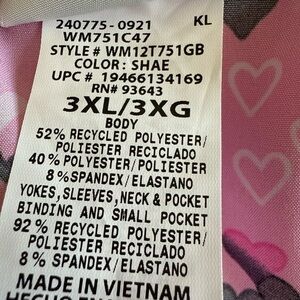 240775-0921 KL
WM751C47
STYLE # WM12T751GB
COLOR: SHAE
UPC # 19466134169
RN# 93643
3XL/3XG
BODY
52% RECYCLED POLYESTER/
POLIESTER RECICLADO
40% POLYESTER/POLIESTER
8% SPANDEX/ELASTANO
YOKES, SLEEVES, NECK & POCKET
BINDING AND SMALL POCKET
92% RECYCLED POLYESTER/
POLIESTER RECICLADO
8% SPANDEX/ELASTANO
MADE IN VIETNAM
HECHO